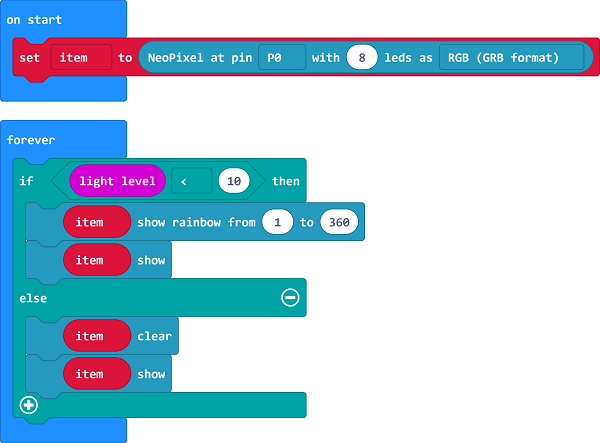 on start
set item to NeoPixel at pin P0 with 8 leds as RGB (GRB format)
forever
if light level < 10 then
item show rainbow from 1 to 360
item show
else
item clear
item show